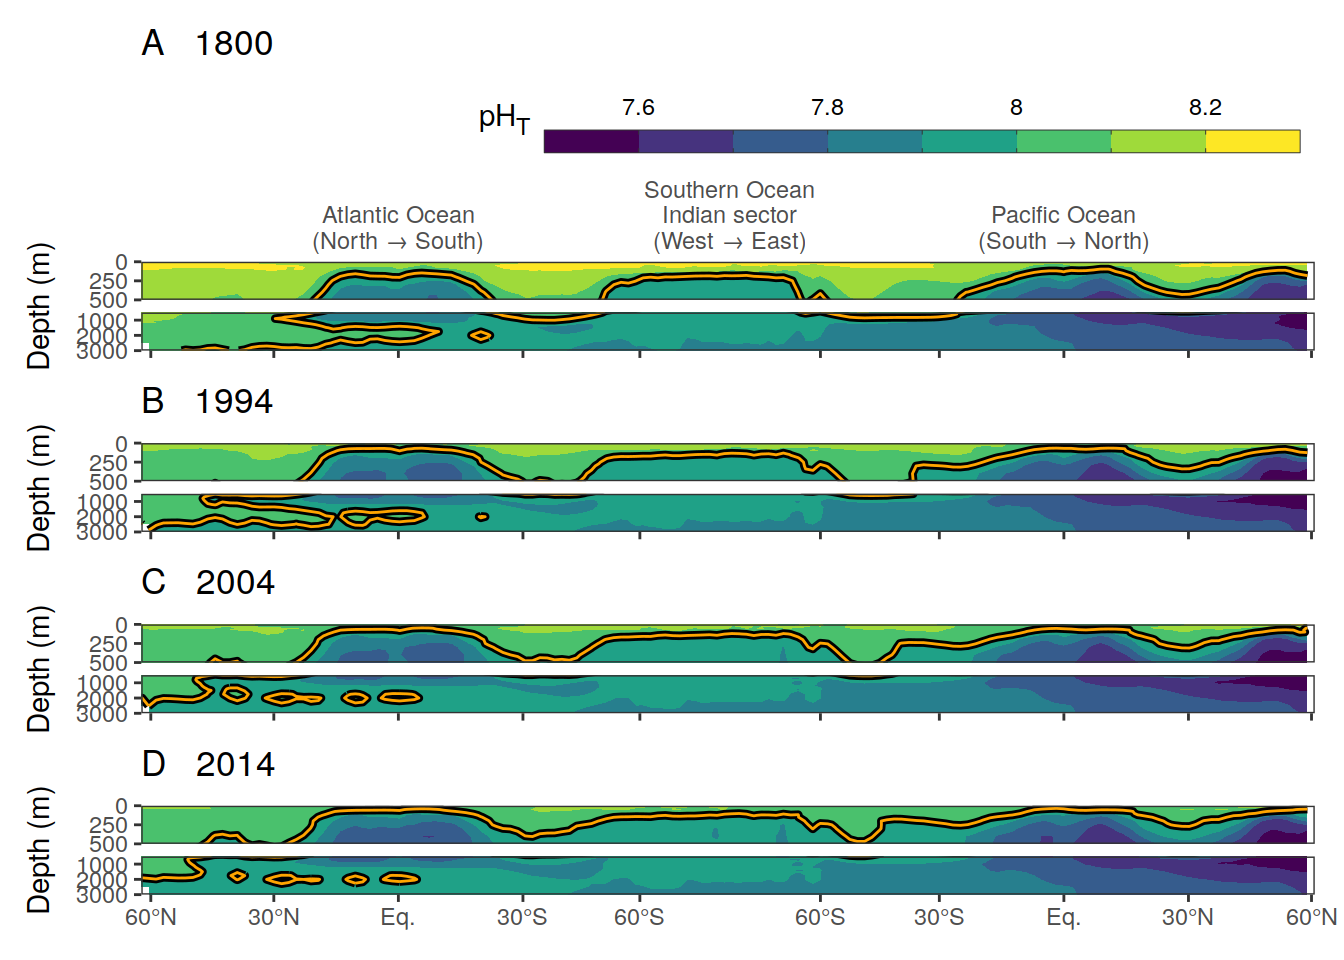 A 1800
pH_T
7.6 7.8 8 8.2
Atlantic Ocean
(North → South)
Southern Ocean
Indian sector
(West → East)
Pacific Ocean
(South → North)
Depth (m)
0
250
500
1000
2000
3000
B 1994
Depth (m)
0
250
500
1000
2000
3000
C 2004
Depth (m)
0
250
500
1000
2000
3000
D 2014
Depth (m)
0
250
500
1000
2000
3000
60°N 30°N Eq. 30°S 60°S 60°S 30°S Eq. 30°N 60°N